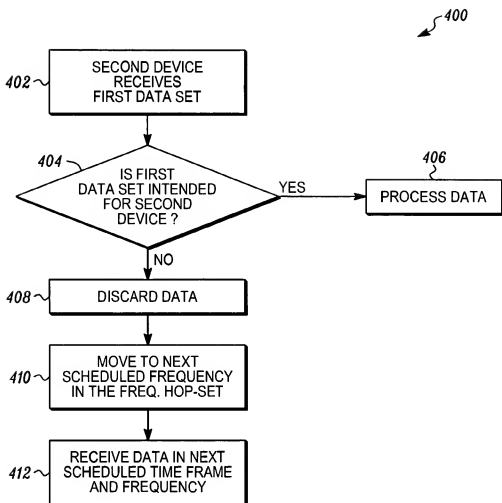 400
402
SECOND DEVICE
RECEIVES
FIRST DATA SET
404
IS FIRST
DATA SET INTENDED
FOR SECOND
DEVICE ?
YES
406
PROCESS DATA
NO
408
DISCARD DATA
410
MOVE TO NEXT
SCHEDULED FREQUENCY
IN THE FREQ. HOP-SET
412
RECEIVE DATA IN NEXT
SCHEDULED TIME FRAME
AND FREQUENCY